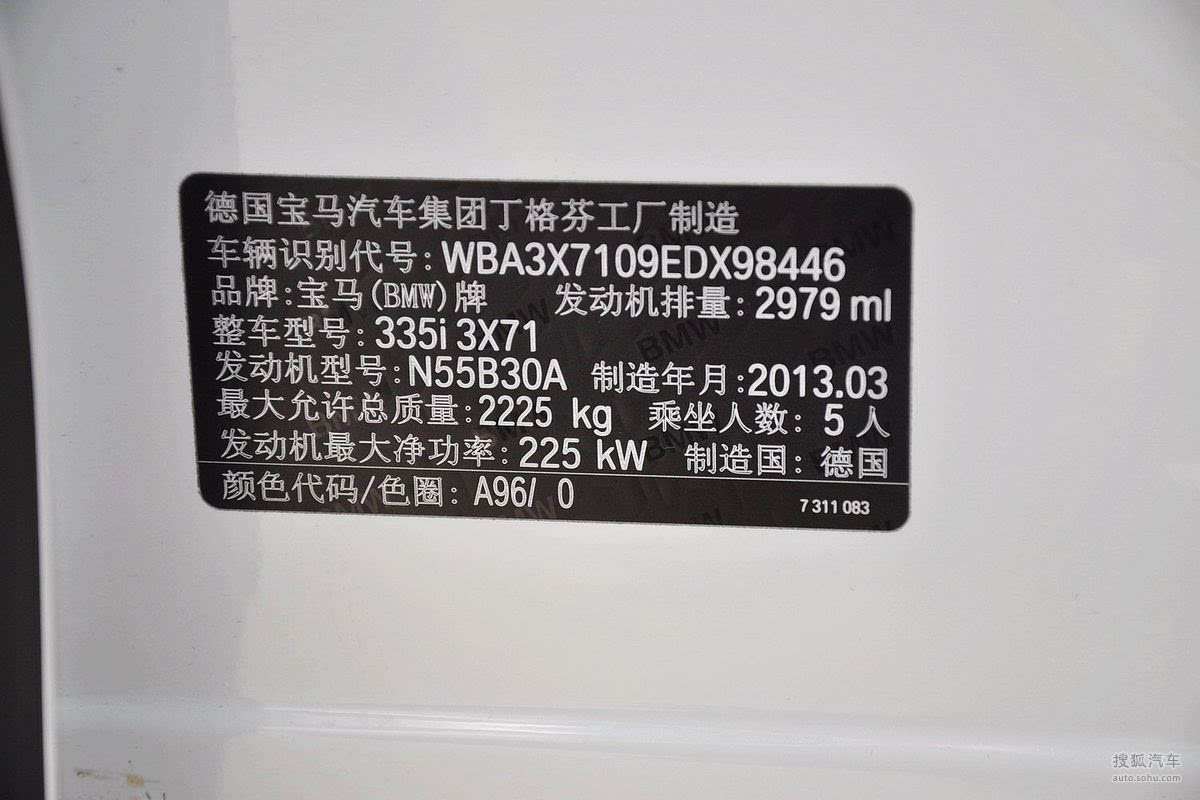 德国宝马汽车集团丁格芬工厂制造
车辆识别代号: WBA3X7109EDX98446
品牌: 宝马(BMW)牌 发动机排量: 2979 ml
整车型号: 335i 3X71
发动机型号: N55B30A 制造年月: 2013.03
最大允许总质量: 2225 kg 乘坐人数: 5 人
发动机最大净功率: 225 kW 制造国: 德国
颜色代码/色圈: A96/ 0 7 311 083
搜狐汽车
auto.sohu.com